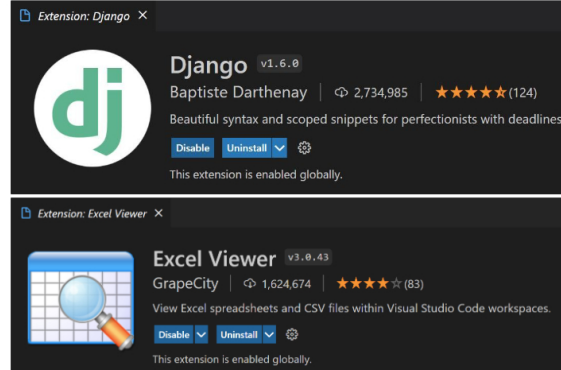 Extension: Django
dj
Django v1.6.0
Baptiste Darthenay | 2,734,985 | (124)
Beautiful syntax and scoped snippets for perfectionists with deadlines
Disable Uninstall
This extension is enabled globally.
Extension: Excel Viewer
Excel Viewer v3.0.43
GrapeCity | 1,624,674 | (83)
View Excel spreadsheets and CSV files within Visual Studio Code workspaces.
Disable Uninstall
This extension is enabled globally.